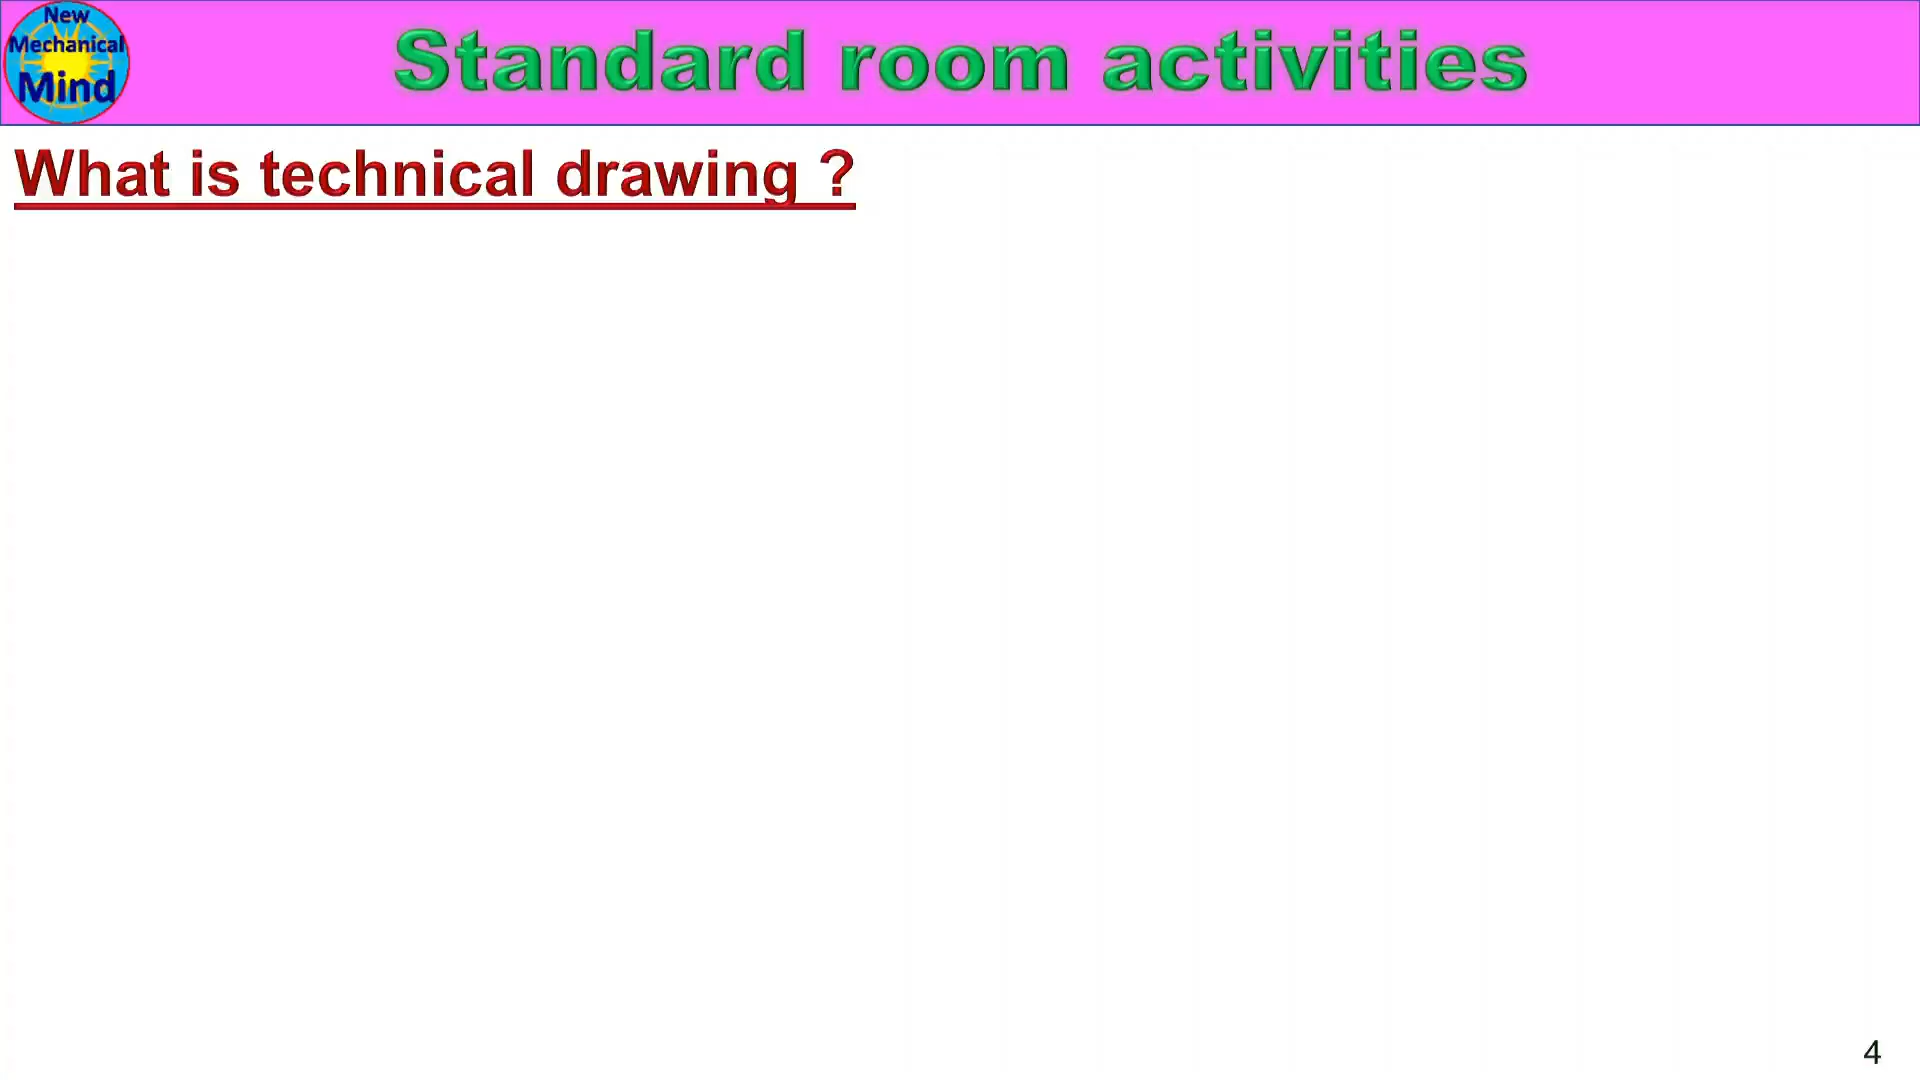 New
Mechanical
Mind
Standard room activities
What is technical drawing ?
4